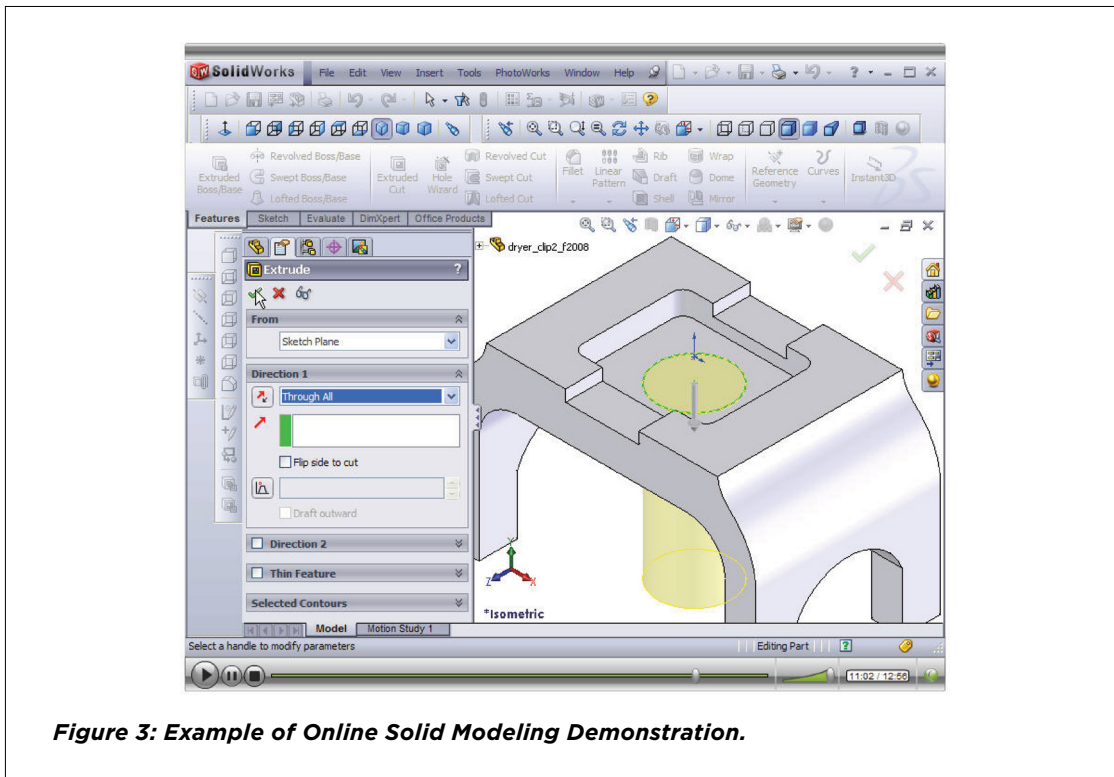 SolidWorks File Edit View Insert Tools PhotoWorks Window Help
Extruded Boss/Base
Revolved Boss/Base
Swept Boss/Base
Lofted Boss/Base
Extruded Cut
Hole Wizard
Revolved Cut
Swept Cut
Lofted Cut
Fillet
Linear Pattern
Rib
Draft
Shell
Wrap
Dome
Mirror
Reference Geometry
Curves
Instant3D
Features Sketch Evaluate DimXpert Office Products
dryer_clip2_f2008
Extrude ?
From
Sketch Plane
Direction 1
Through All
Flip side to cut
Draft outward
Direction 2
Thin Feature
Selected Contours
Y
Z X
*Isometric
Model Motion Study 1
Select a handle to modify parameters Editing Part ?
11:02 / 12:56
Figure 3: Example of Online Solid Modeling Demonstration.